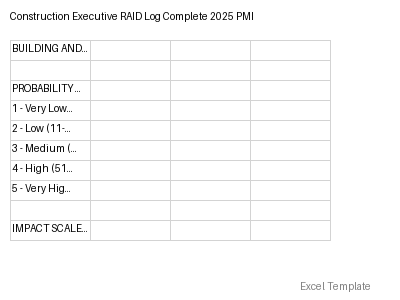 Construction Executive RAID Log Complete 2025 PMI
BUILDING AND...
PROBABILITY...
1 - Very Low...
2 - Low (11-...
3 - Medium (...
4 - High (51...
5 - Very Hig...
IMPACT SCALE...
Excel Template